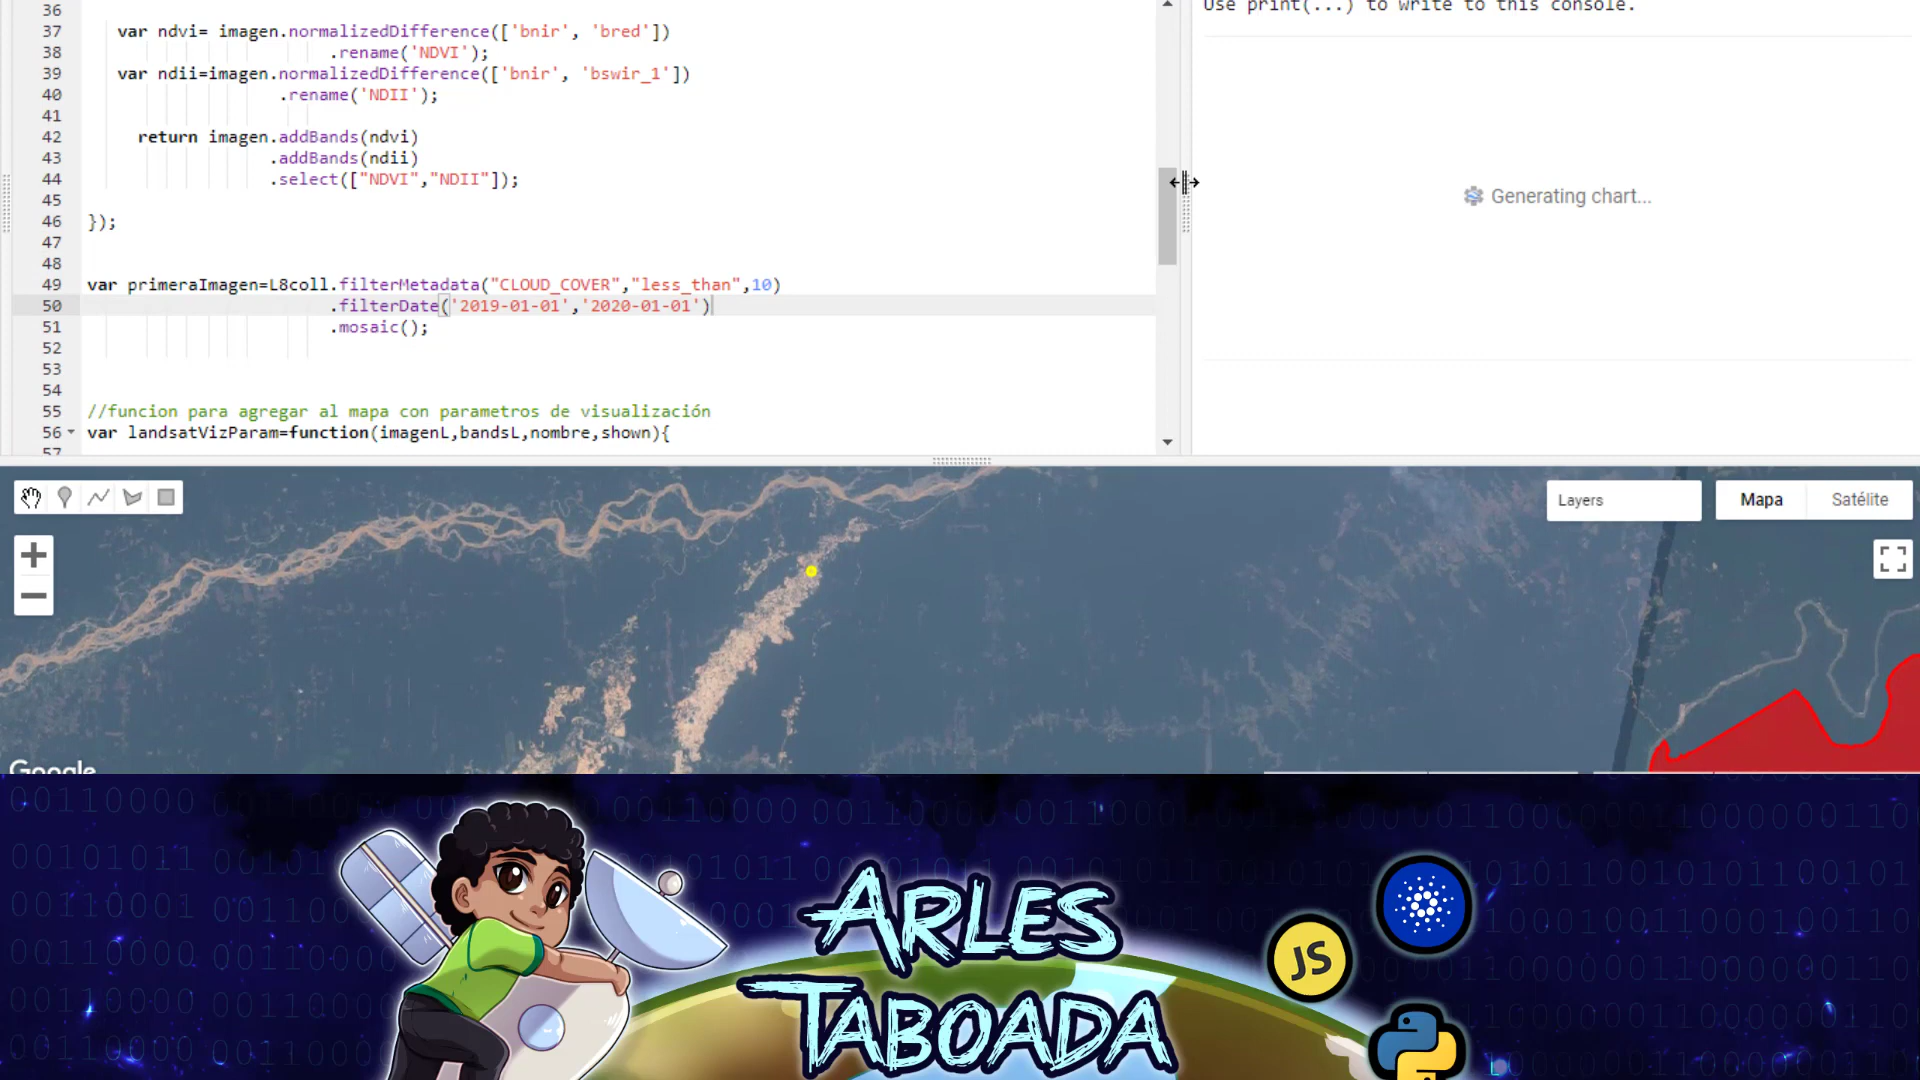 Use print(...) to write to this console.
36
37 var ndvi= imagen.normalizedDifference(['bnir', 'bred'])
38 .rename('NDVI');
39 var ndii=imagen.normalizedDifference(['bnir', 'bswir_1'])
40 .rename('NDII');
41
42 return imagen.addBands(ndvi)
43 .addBands(ndii)
44 .select(["NDVI","NDII"]);
45
46 });
47
48
49 var primeraImagen=L8coll.filterMetadata("CLOUD_COVER","less_than",10)
50 .filterDate('2019-01-01','2020-01-01')
51 .mosaic();
52
53
54
55 //funcion para agregar al mapa con parametros de visualización
56 var landsatVizParam=function(imagenL,bandsL,nombre,shown){
57
Generating chart...
Layers
Mapa
Satélite
Google
ARLES
TABOADA
JS